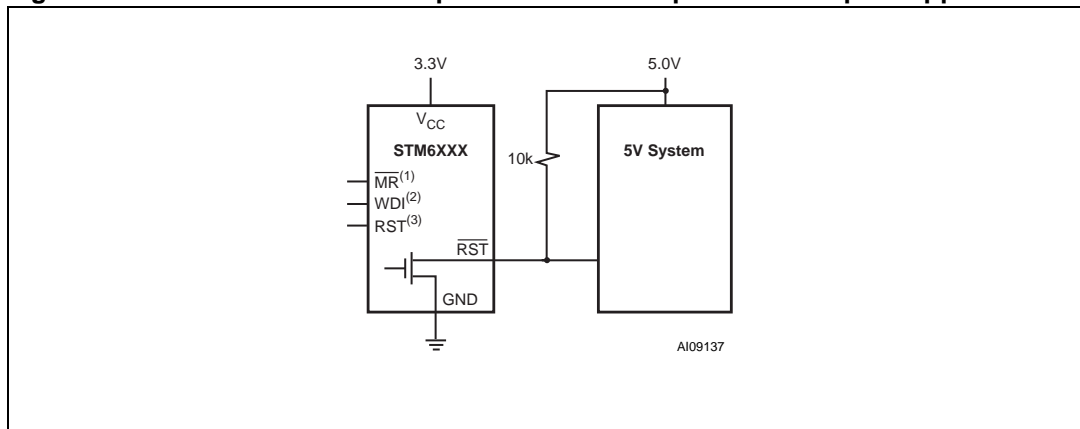 3.3V
5.0V
VCC
STM6XXX
5V System
10k
MR(1)
WDI(2)
RST(3)
RST
GND
AI09137